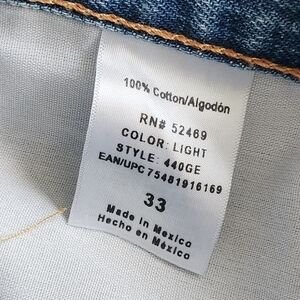 100% Cotton/Algodón
RN# 52469
COLOR: LIGHT
STYLE: 440GE
EAN/UPC 75481916169
33
Made in Mexico
Hecho en México